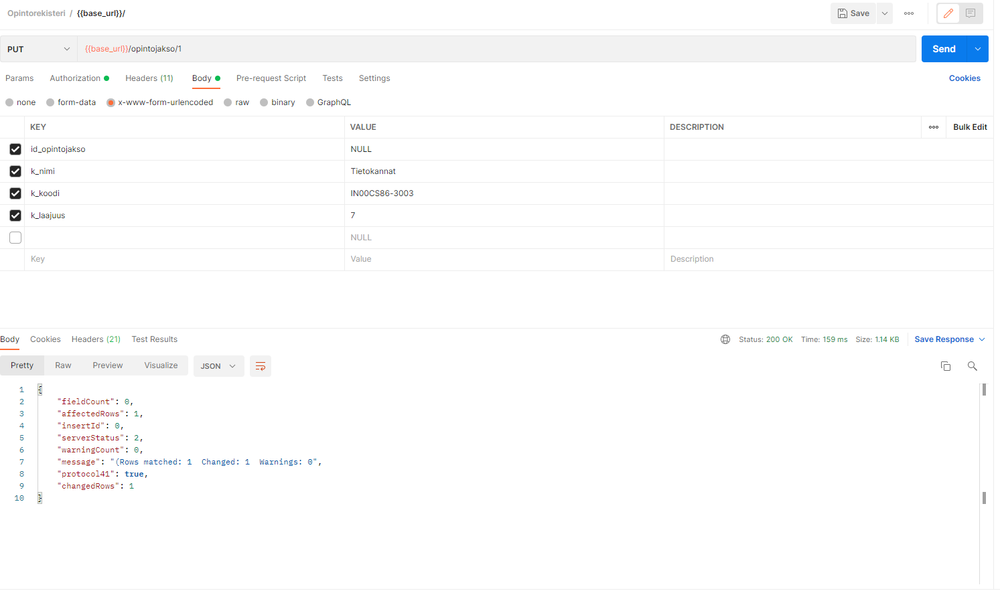 Opintorekisteri / {{base_url}}/
Save
PUT
{{base_url}}/opintojakso/1
Send
Params Authorization Headers (11) Body Pre-request Script Tests Settings Cookies
none form-data x-www-form-urlencoded raw binary GraphQL
KEY VALUE DESCRIPTION Bulk Edit
id_opintojakso NULL
k_nimi Tietokannat
k_koodi IN00CS86-3003
k_laajuus 7
NULL
Key Value Description
Body Cookies Headers (21) Test Results Status: 200 OK Time: 159 ms Size: 1.14 KB Save Response
Pretty Raw Preview Visualize JSON
1 {
2 "fieldCount": 0,
3 "affectedRows": 1,
4 "insertId": 0,
5 "serverStatus": 2,
6 "warningCount": 0,
7 "message": "(Rows matched: 1  Changed: 1  Warnings: 0",
8 "protocol41": true,
9 "changedRows": 1
10 }